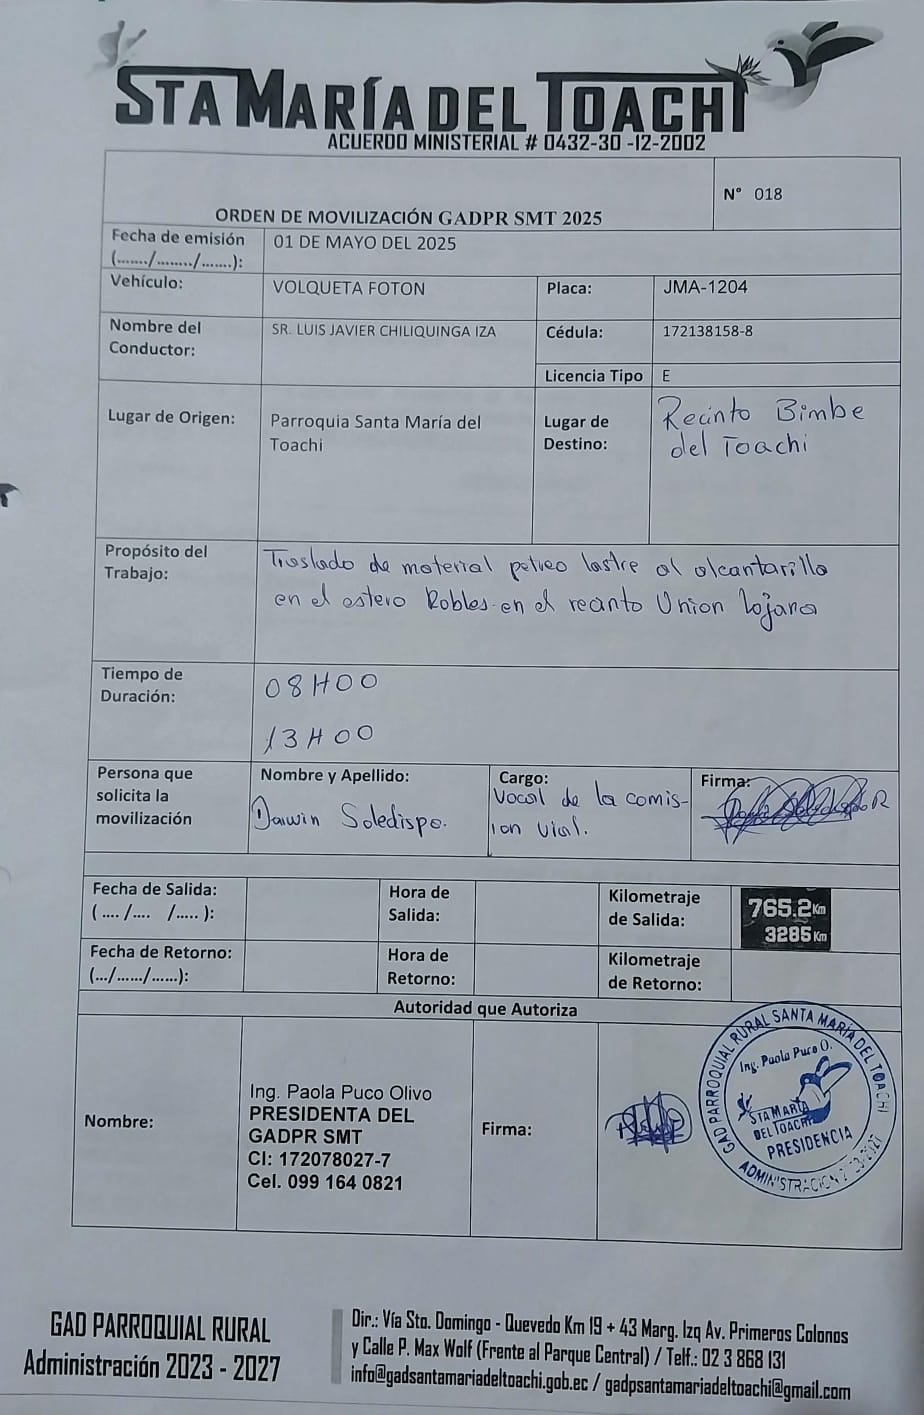 STA MARÍA DEL TOACHI
ACUERDO MINISTERIAL # 0432-30 -12-2002
ORDEN DE MOVILIZACIÓN GADPR SMT 2025
N° 018
Fecha de emisión
(......./......../.......):
01 DE MAYO DEL 2025
Vehículo:
VOLQUETA FOTON
Placa:
JMA-1204
Nombre del
Conductor:
SR. LUIS JAVIER CHILIQUINGA IZA
Cédula:
172138158-8
Licencia Tipo
E
Lugar de Origen:
Parroquia Santa María del
Toachi
Lugar de
Destino:
Recinto Bimbe
del Toachi
Propósito del
Trabajo:
Traslado de material petreo lastre al alcantarillo
en el estero Robles en el recinto Union Lojana
Tiempo de
Duración:
08H00
13H00
Persona que
solicita la
movilización
Nombre y Apellido:
Darwin Soledispa.
Cargo:
Vocal de la comis-
ion vial.
Firma:
Fecha de Salida:
( .... /.... /..... ):
Hora de
Salida:
Kilometraje
de Salida:
765.2Km
3285Km
Fecha de Retorno:
(.../....../......):
Hora de
Retorno:
Kilometraje
de Retorno:
Autoridad que Autoriza
Nombre:
Ing. Paola Puco Olivo
PRESIDENTA DEL
GADPR SMT
CI: 172078027-7
Cel. 099 164 0821
Firma:
GAD PARROQUIAL RURAL SANTA MARÍA DEL TOACHI
Ing. Paola Puco O.
STA MARÍA
DEL TOACHI
PRESIDENCIA
GAD PARROQUIAL RURAL
Administración 2023 - 2027
Dir.: Vía Sto. Domingo - Quevedo Km 19 + 43 Marg. Izq Av. Primeros Colonos
y Calle P. Max Wolf (Frente al Parque Central) / Telf.: 02 3 868 131
info@gadsantamariadeltoachi.gob.ec / gadpsantamariadeltoachi@gmail.com